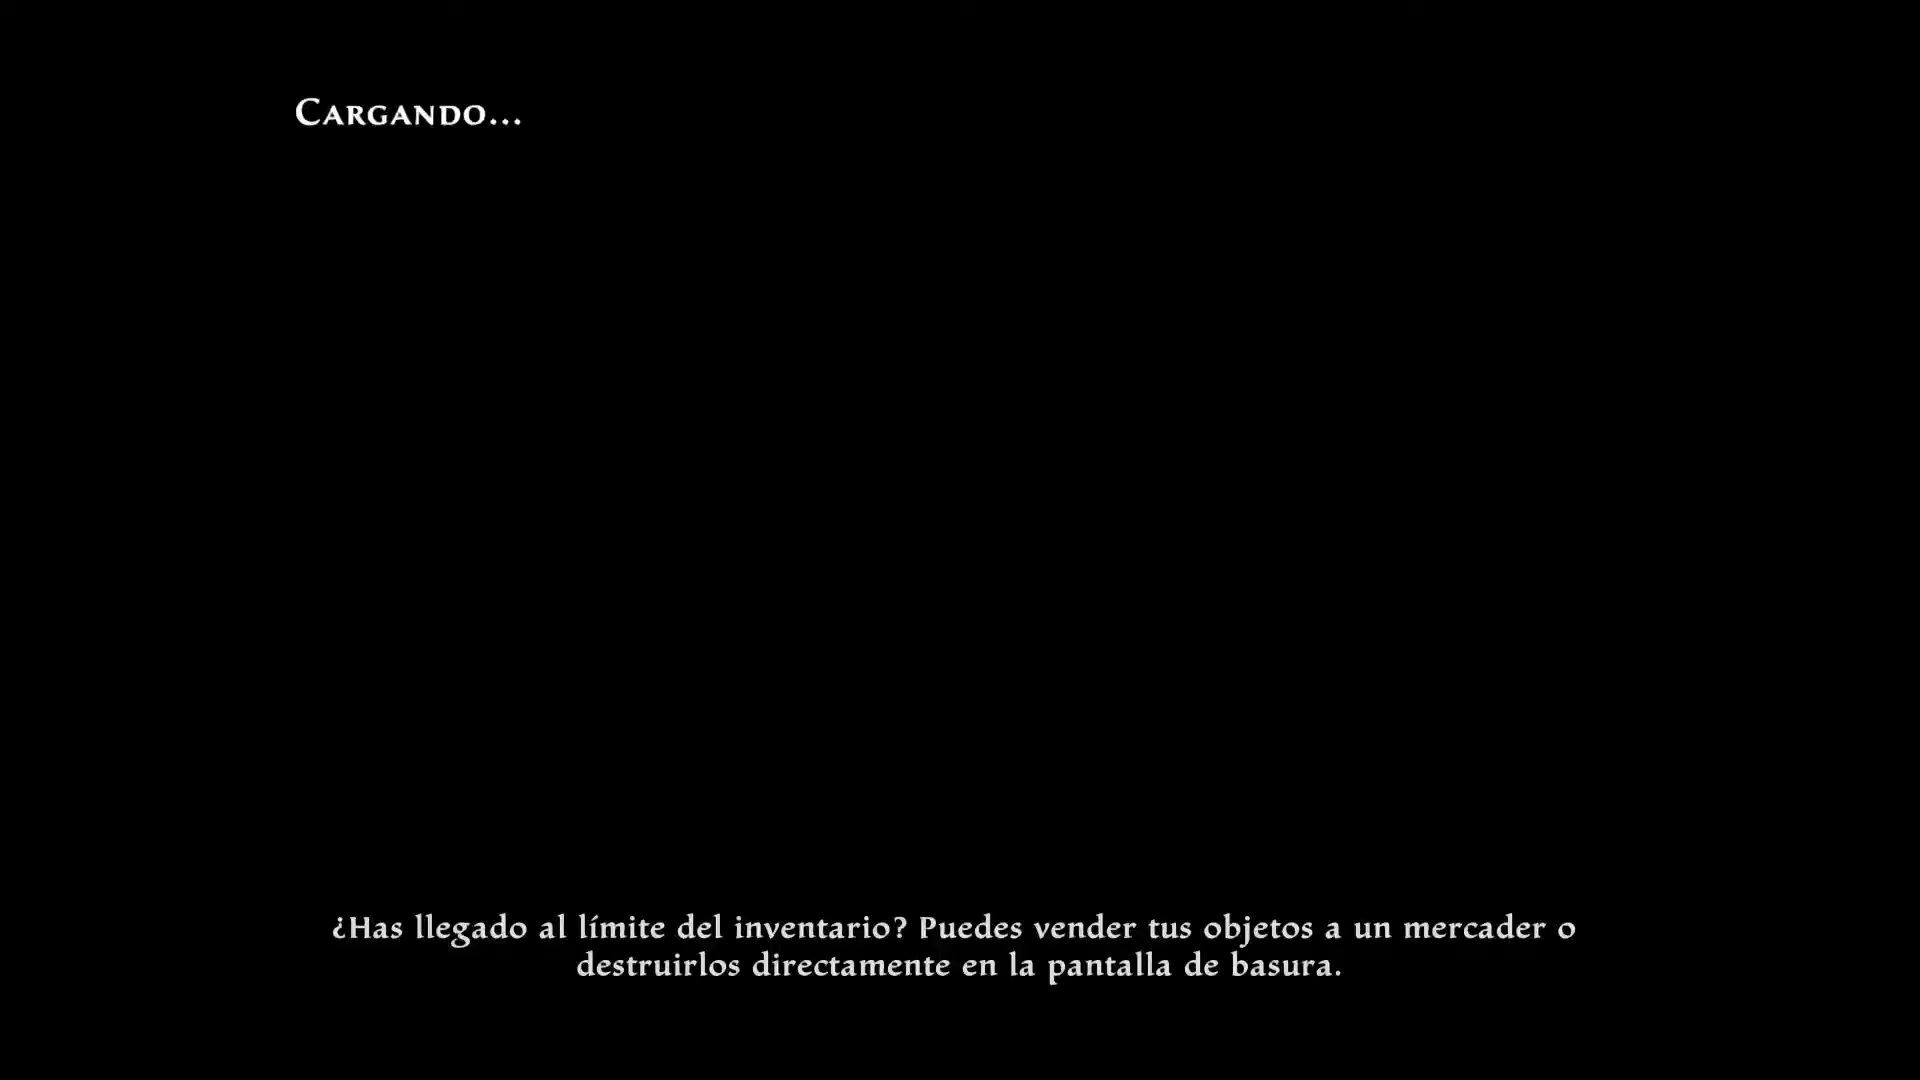 Cargando...
¿Has llegado al límite del inventario? Puedes vender tus objetos a un mercader o
destruirlos directamente en la pantalla de basura.